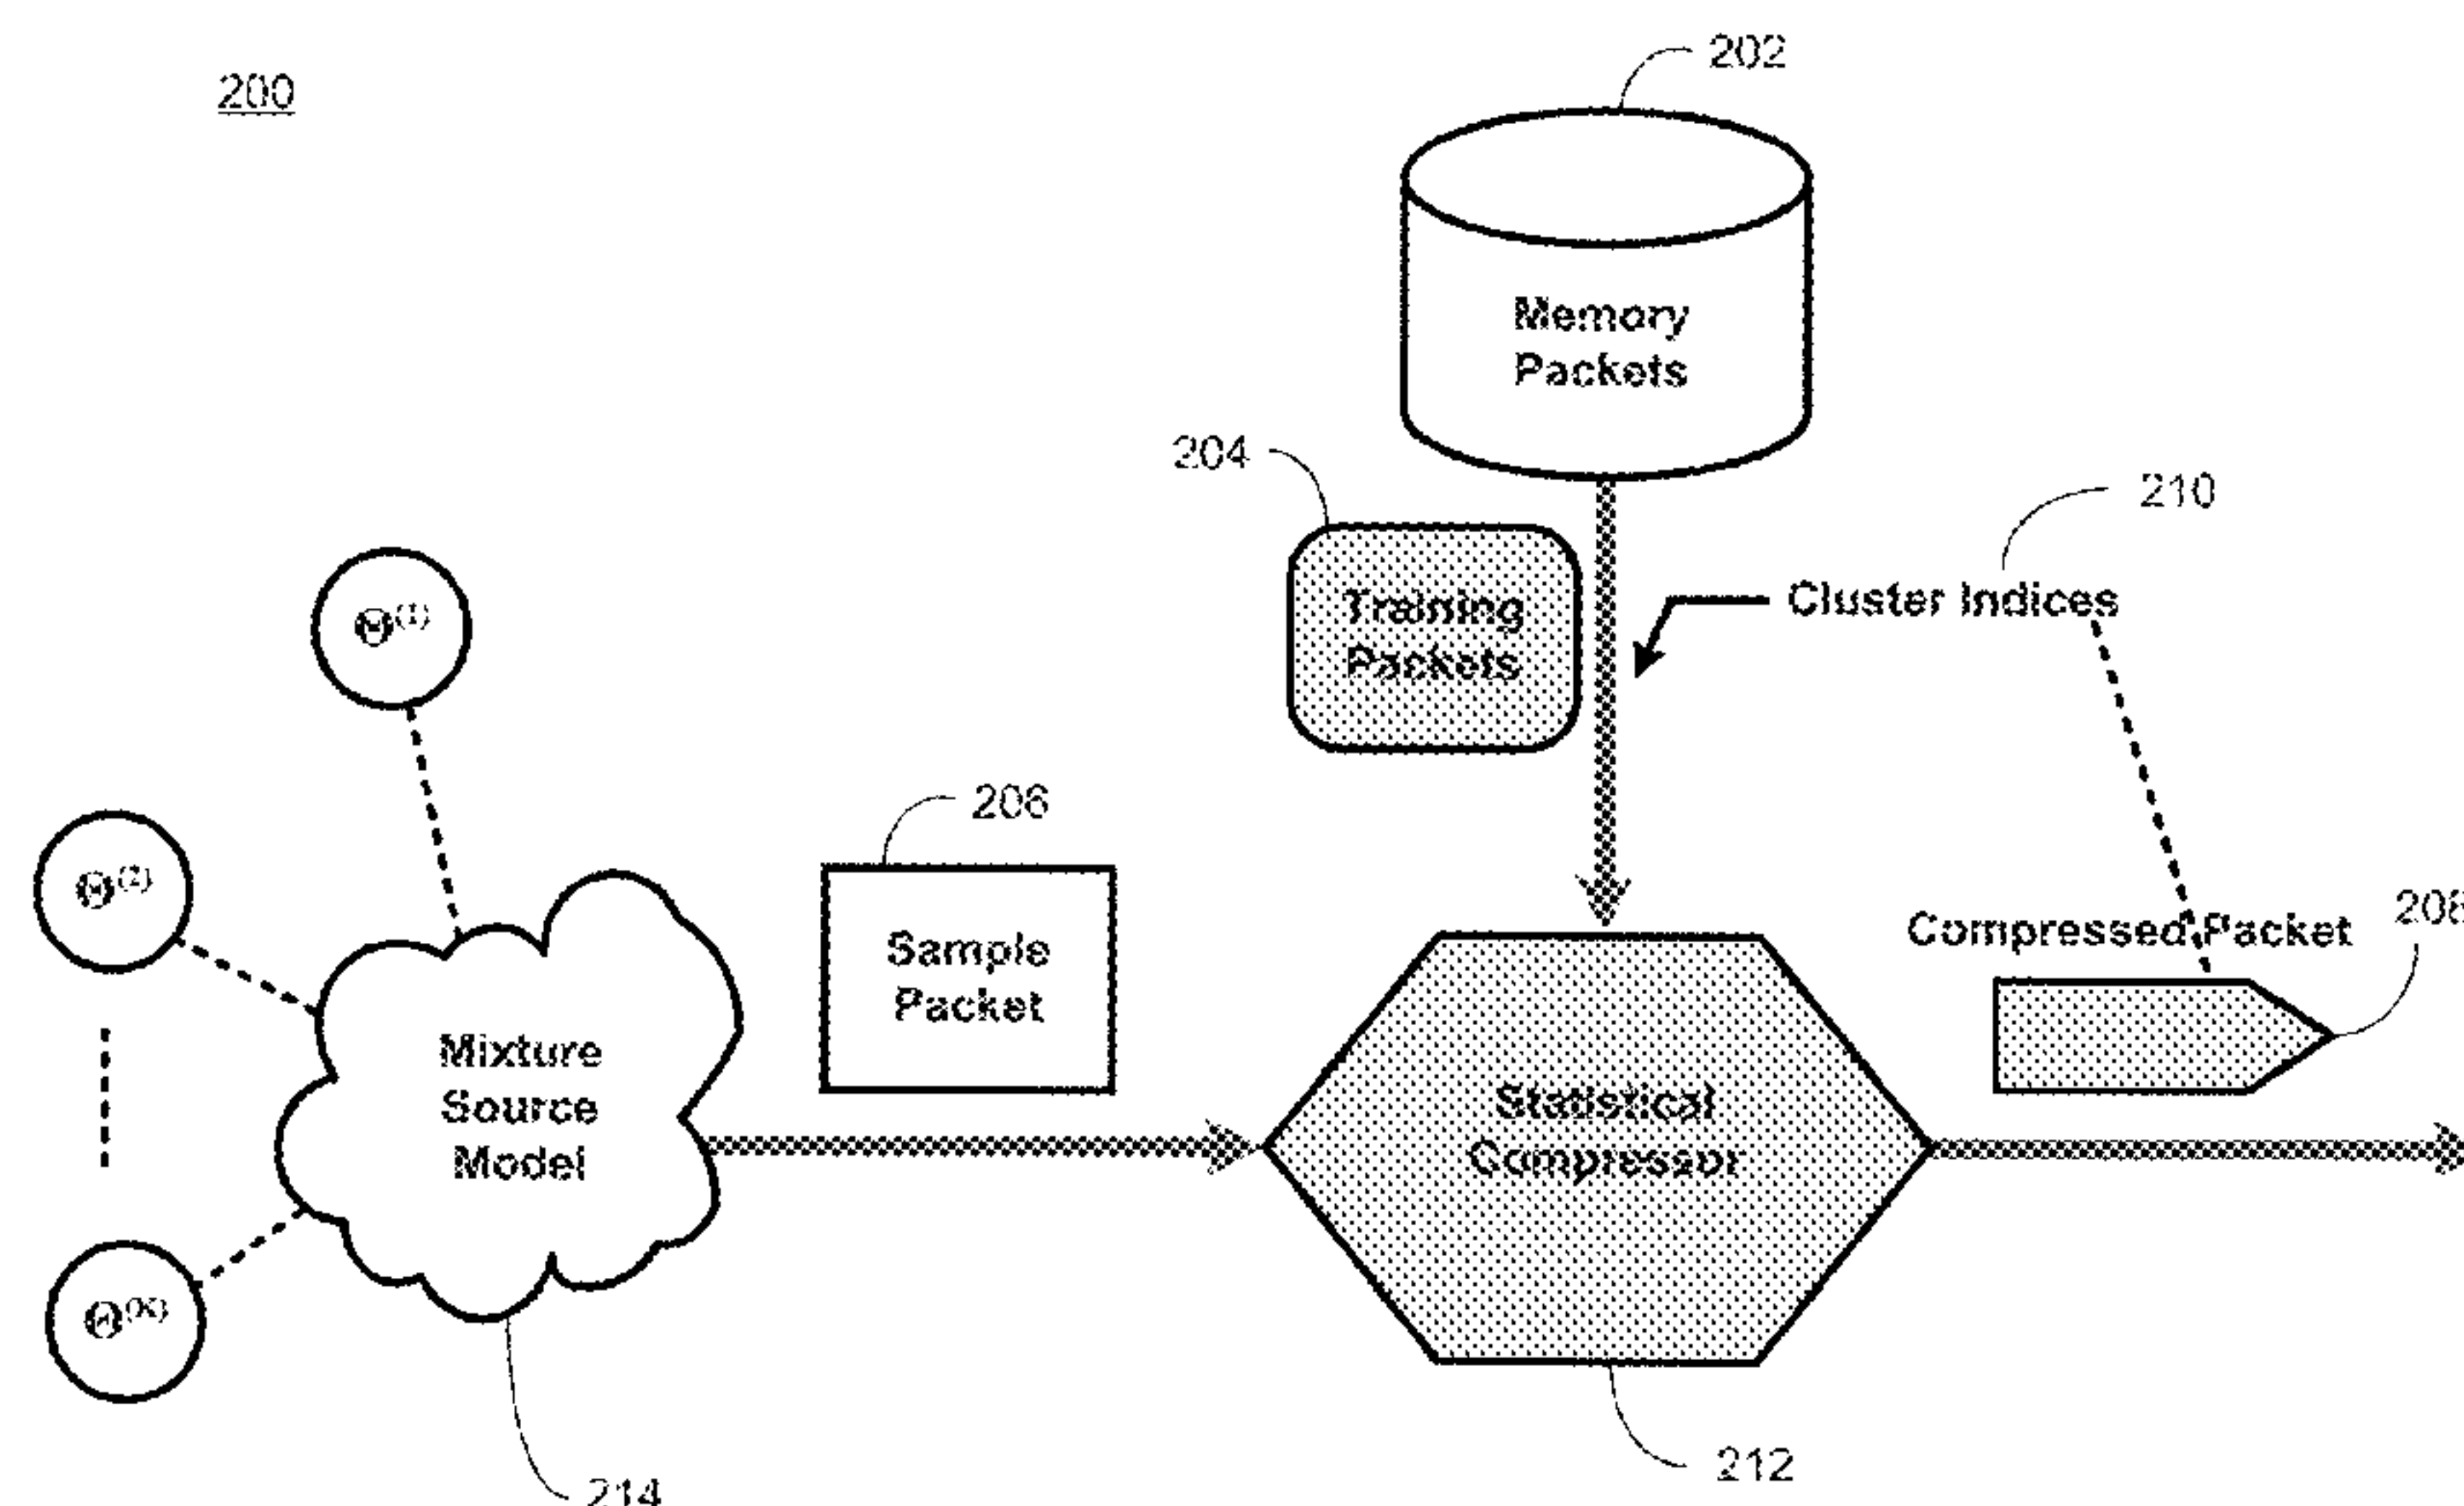 200
202
Memory
Packets
204
210
Training
Packets
Cluster Indices
Θ(1)
206
Θ(2)
Sample
Packet
Compressed Packet
208
Mixture
Source
Model
Statistical
Compressor
Θ(K)
212
214